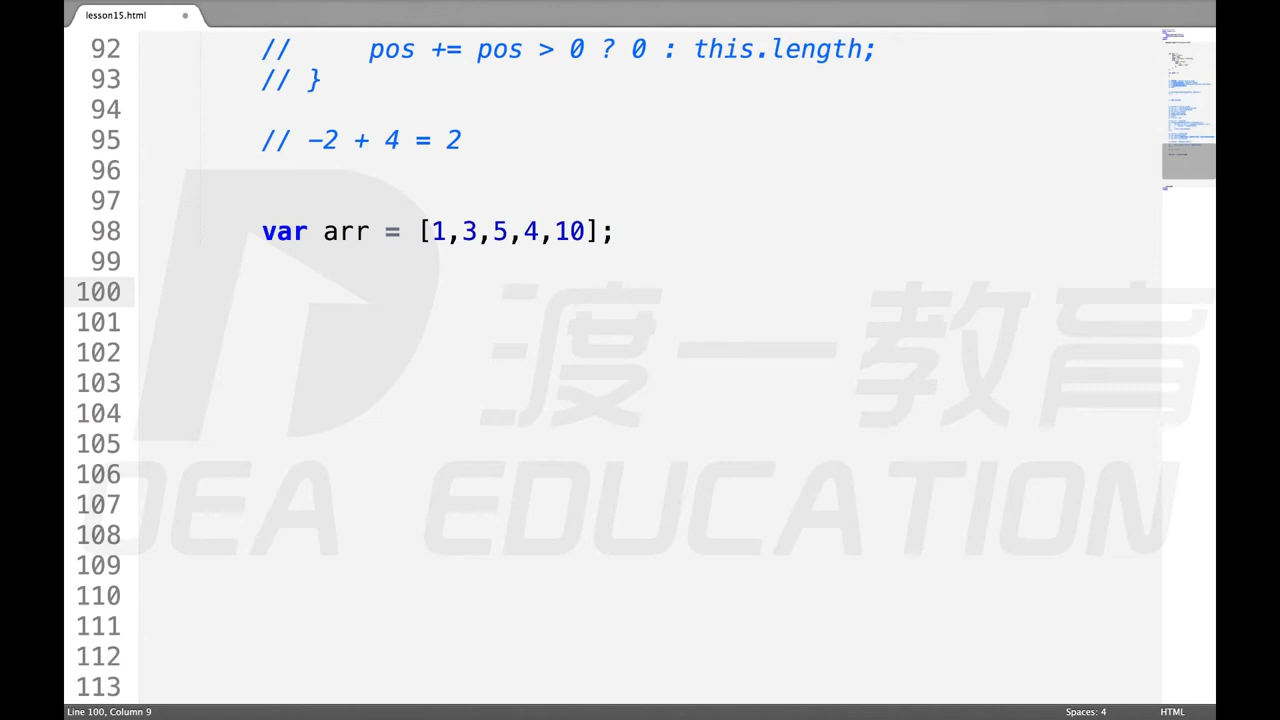 lesson15.html
92 // pos += pos > 0 ? 0 : this.length;
93 // }
94
95 // -2 + 4 = 2
96
97
98 var arr = [1,3,5,4,10];
99
100
101
102
103
104
105
106
107
108
109
110
111
112
113
渡一教育
DEA EDUCATION
Line 100, Column 9
Spaces: 4
HTML